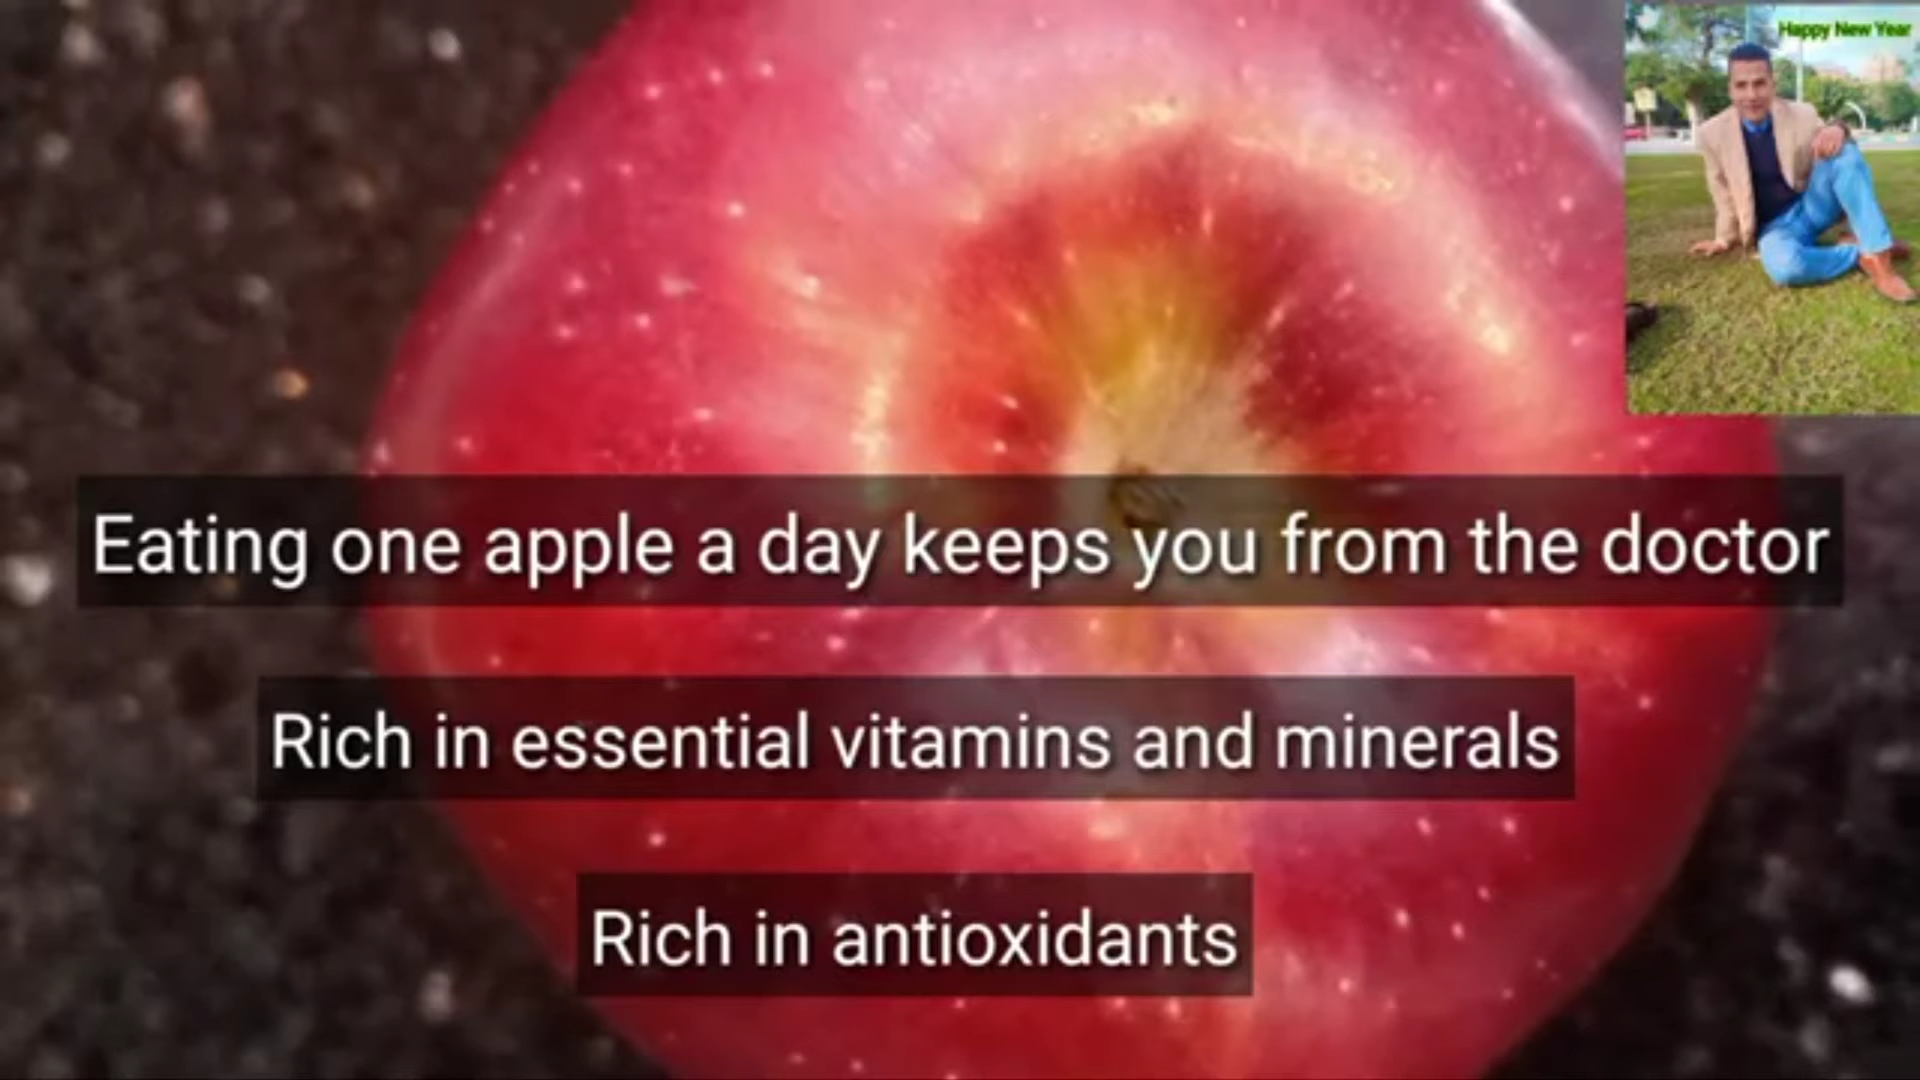 Happy New Year
Eating one apple a day keeps you from the doctor
Rich in essential vitamins and minerals
Rich in antioxidants